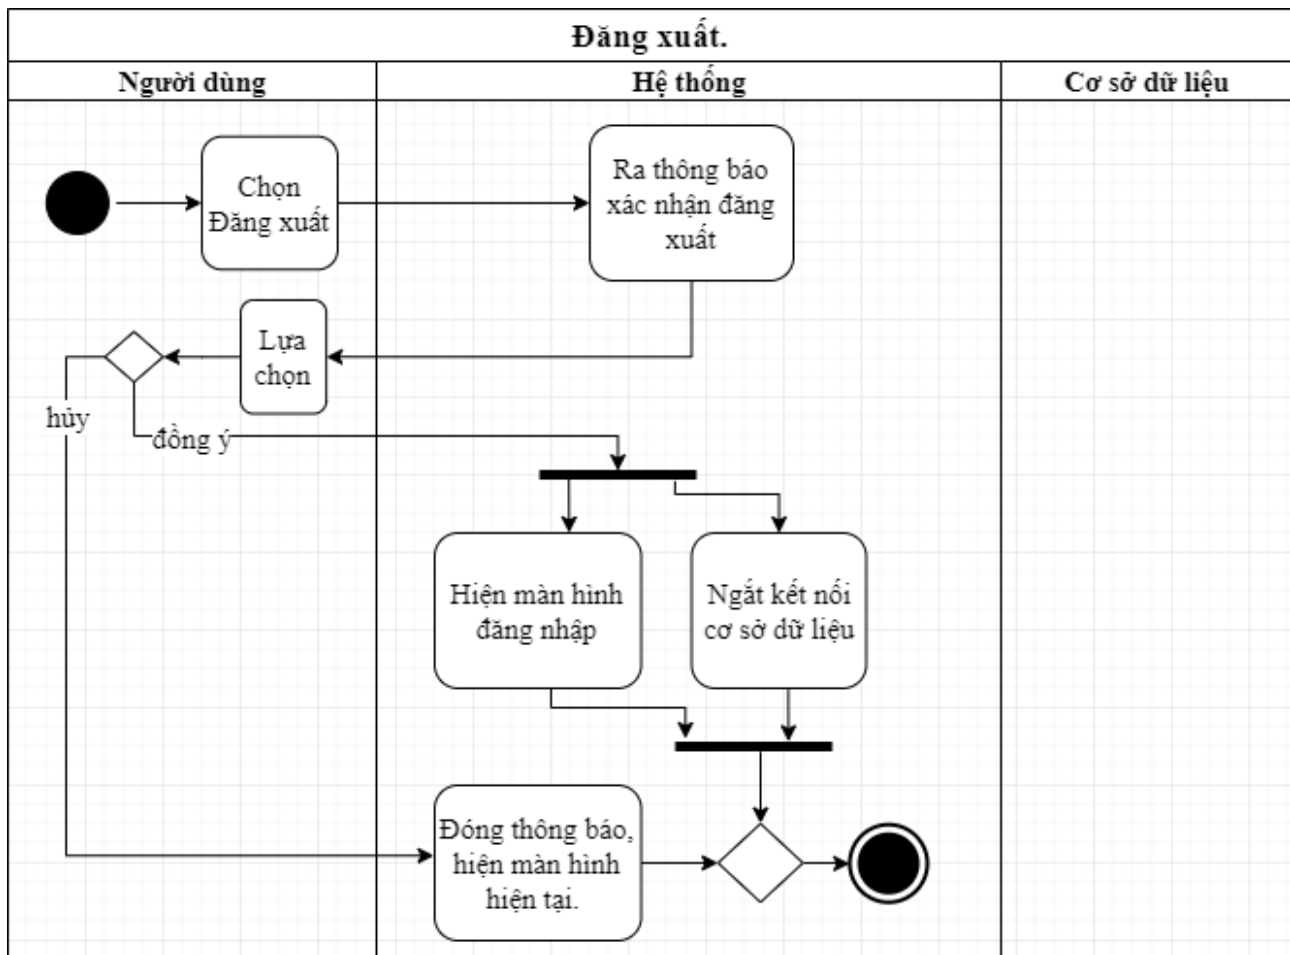 Đăng xuất.
Người dùng
Hệ thống
Cơ sở dữ liệu
Chọn
Đăng xuất
Ra thông báo
xác nhận đăng
xuất
Lựa
chọn
hủy
đồng ý
Hiện màn hình
đăng nhập
Ngắt kết nối
cơ sở dữ liệu
Đóng thông báo,
hiện màn hình
hiện tại.